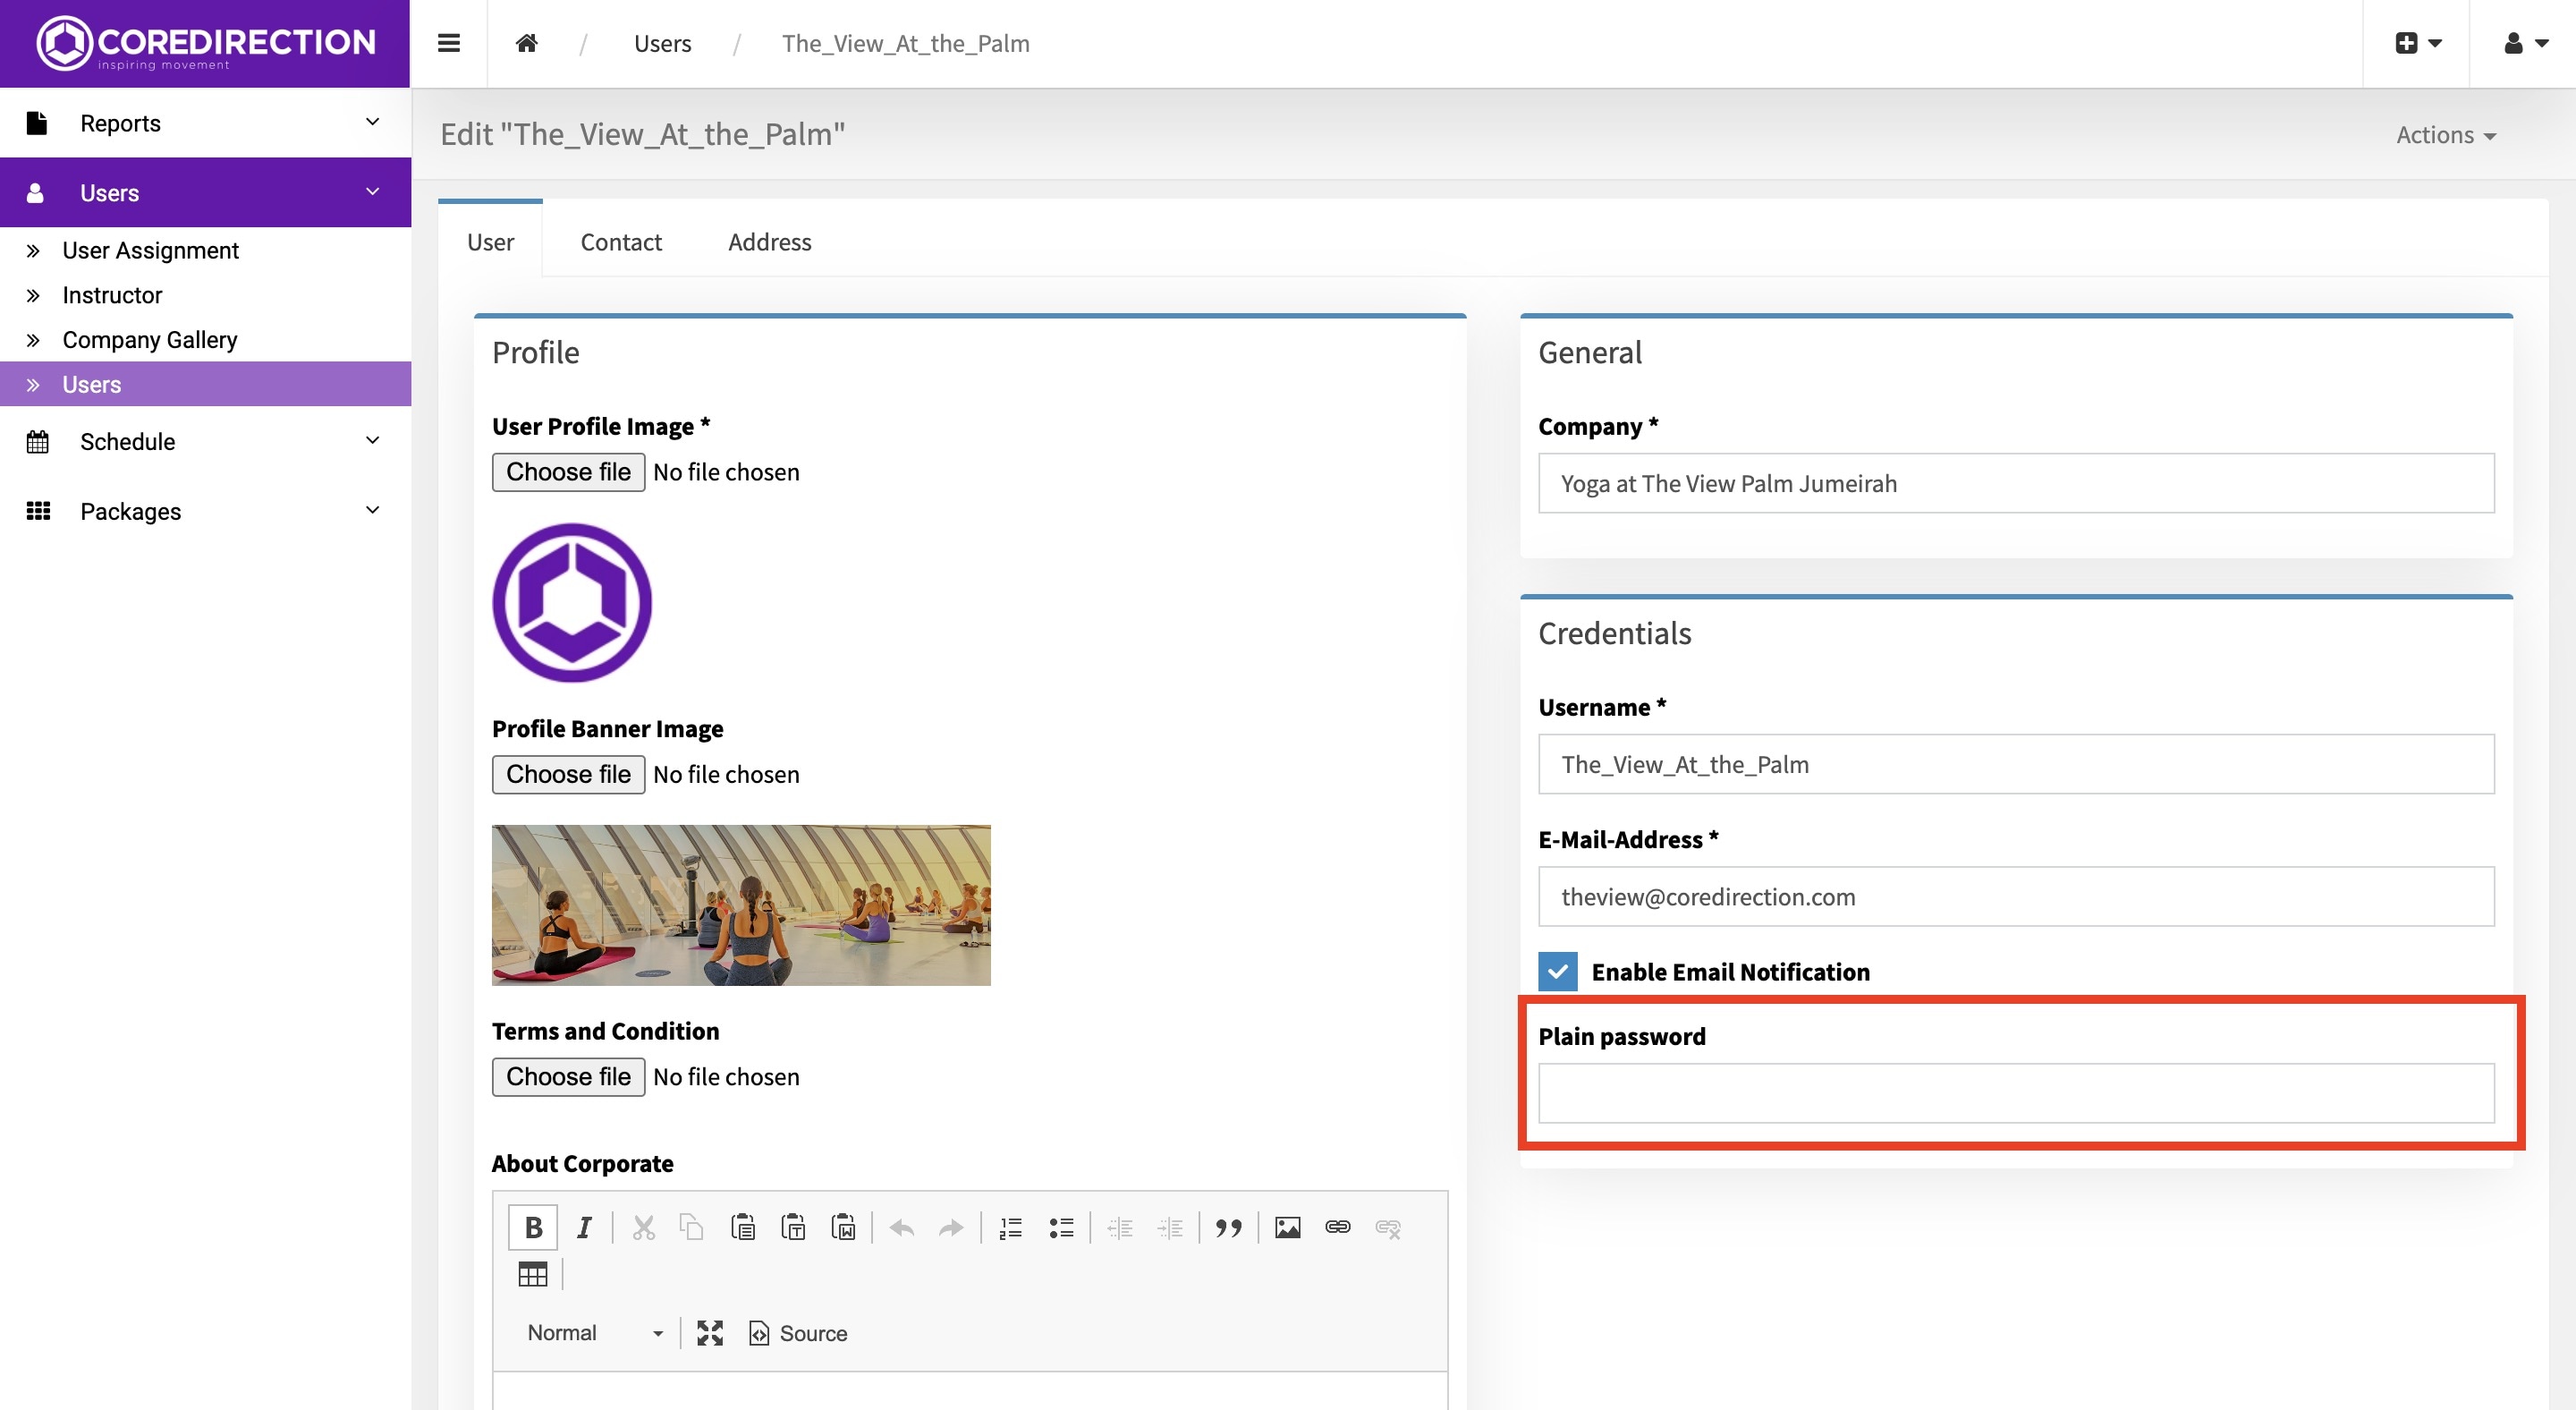 COREDIRECTION
inspiring movement
/ Users / The_View_At_the_Palm
Reports
Users
User Assignment
Instructor
Company Gallery
Users
Schedule
Packages
Edit "The_View_At_the_Palm"
Actions
User Contact Address
Profile
User Profile Image *
Choose file No file chosen
Profile Banner Image
Choose file No file chosen
Terms and Condition
Choose file No file chosen
About Corporate
B I
Normal Source
General
Company *
Yoga at The View Palm Jumeirah
Credentials
Username *
The_View_At_the_Palm
E-Mail-Address *
theview@coredirection.com
Enable Email Notification
Plain password